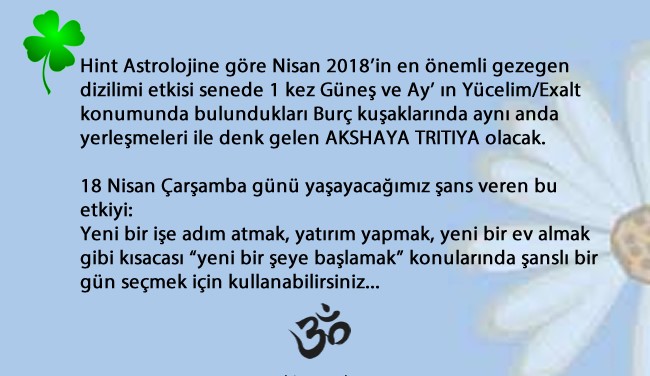 Hint Astrolojine göre Nisan 2018’in en önemli gezegen
dizilimi etkisi senede 1 kez Güneş ve Ay’ ın Yücelim/Exalt
konumunda bulundukları Burç kuşaklarında aynı anda
yerleşmeleri ile denk gelen AKSHAYA TRITIYA olacak.
18 Nisan Çarşamba günü yaşayacağımız şans veren bu
etkiyi:
Yeni bir işe adım atmak, yatırım yapmak, yeni bir ev almak
gibi kısacası “yeni bir şeye başlamak” konularında şanslı bir
gün seçmek için kullanabilirsiniz...
ॐ